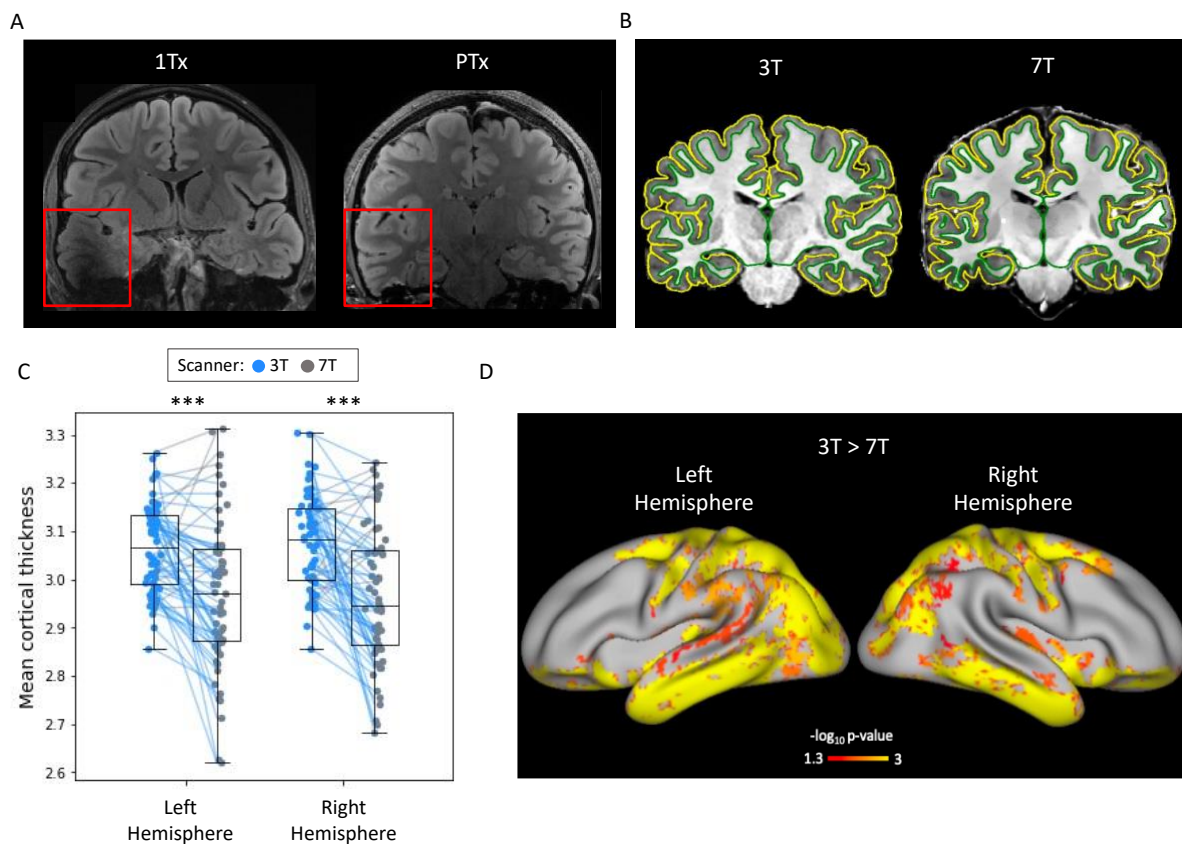 A
1Tx
PTx
B
3T
7T
C
Scanner: 3T 7T
***
***
Mean cortical thickness
3.3
3.2
3.1
3.0
2.9
2.8
2.7
2.6
Left
Hemisphere
Right
Hemisphere
D
3T > 7T
Left
Hemisphere
Right
Hemisphere
-log₁₀ p-value
1.3
3